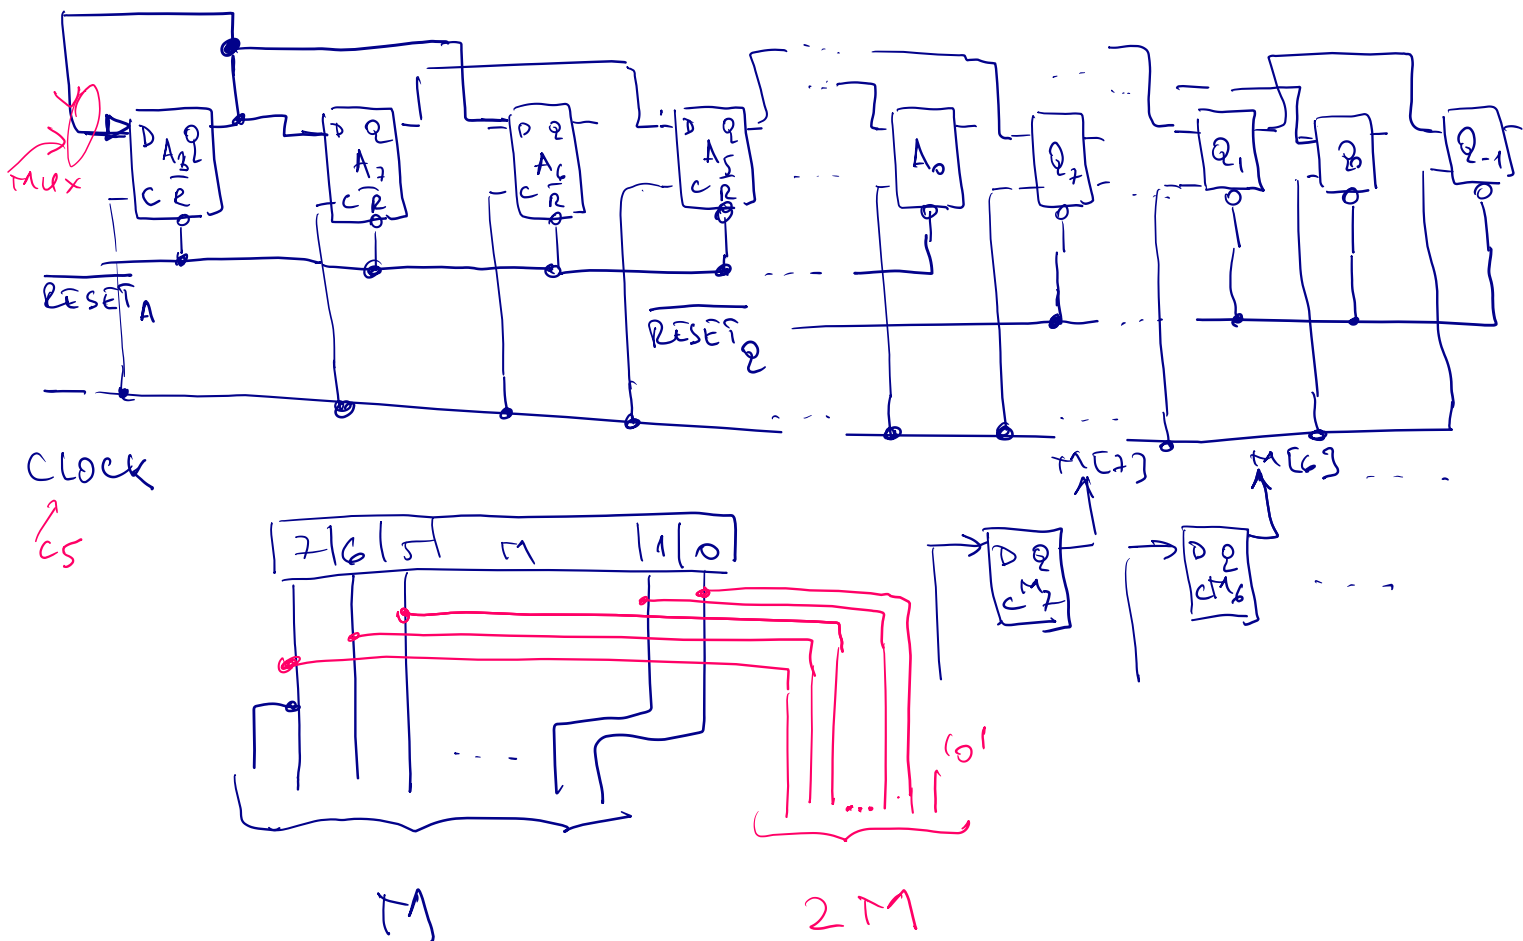 D Q D Q D Q D Q
A8 A7 A6 A5 A0 Q7 Q1 Q0 Q-1
C R C R C R C R
MUX
RESET A
RESET Q
CLOCK
C5
M[7] M[6]
7 6 5 M 1 0
D Q D Q
C M7 C M6
'0'
M 2M